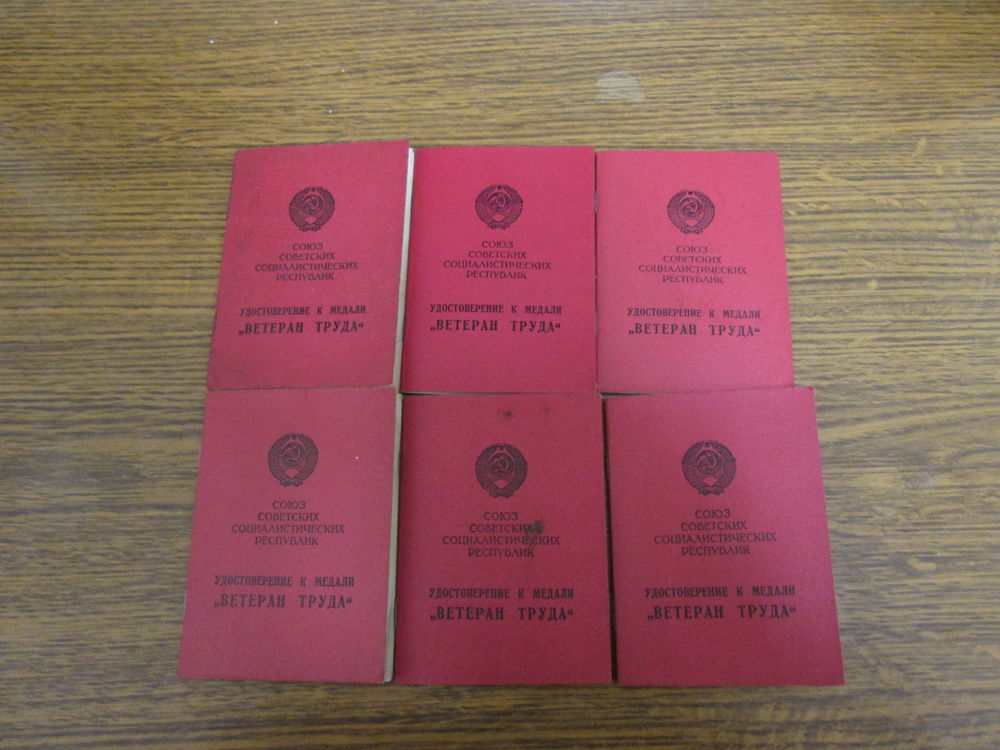 СОЮЗ
СОВЕТСКИХ
СОЦИАЛИСТИЧЕСКИХ
РЕСПУБЛИК
УДОСТОВЕРЕНИЕ К МЕДАЛИ
„ВЕТЕРАН ТРУДА“
СОЮЗ
СОВЕТСКИХ
СОЦИАЛИСТИЧЕСКИХ
РЕСПУБЛИК
УДОСТОВЕРЕНИЕ К МЕДАЛИ
„ВЕТЕРАН ТРУДА“
СОЮЗ
СОВЕТСКИХ
СОЦИАЛИСТИЧЕСКИХ
РЕСПУБЛИК
УДОСТОВЕРЕНИЕ К МЕДАЛИ
„ВЕТЕРАН ТРУДА“
СОЮЗ
СОВЕТСКИХ
СОЦИАЛИСТИЧЕСКИХ
РЕСПУБЛИК
УДОСТОВЕРЕНИЕ К МЕДАЛИ
„ВЕТЕРАН ТРУДА“
СОЮЗ
СОВЕТСКИХ
СОЦИАЛИСТИЧЕСКИХ
РЕСПУБЛИК
УДОСТОВЕРЕНИЕ К МЕДАЛИ
„ВЕТЕРАН ТРУДА“
СОЮЗ
СОВЕТСКИХ
СОЦИАЛИСТИЧЕСКИХ
РЕСПУБЛИК
УДОСТОВЕРЕНИЕ К МЕДАЛИ
„ВЕТЕРАН ТРУДА“